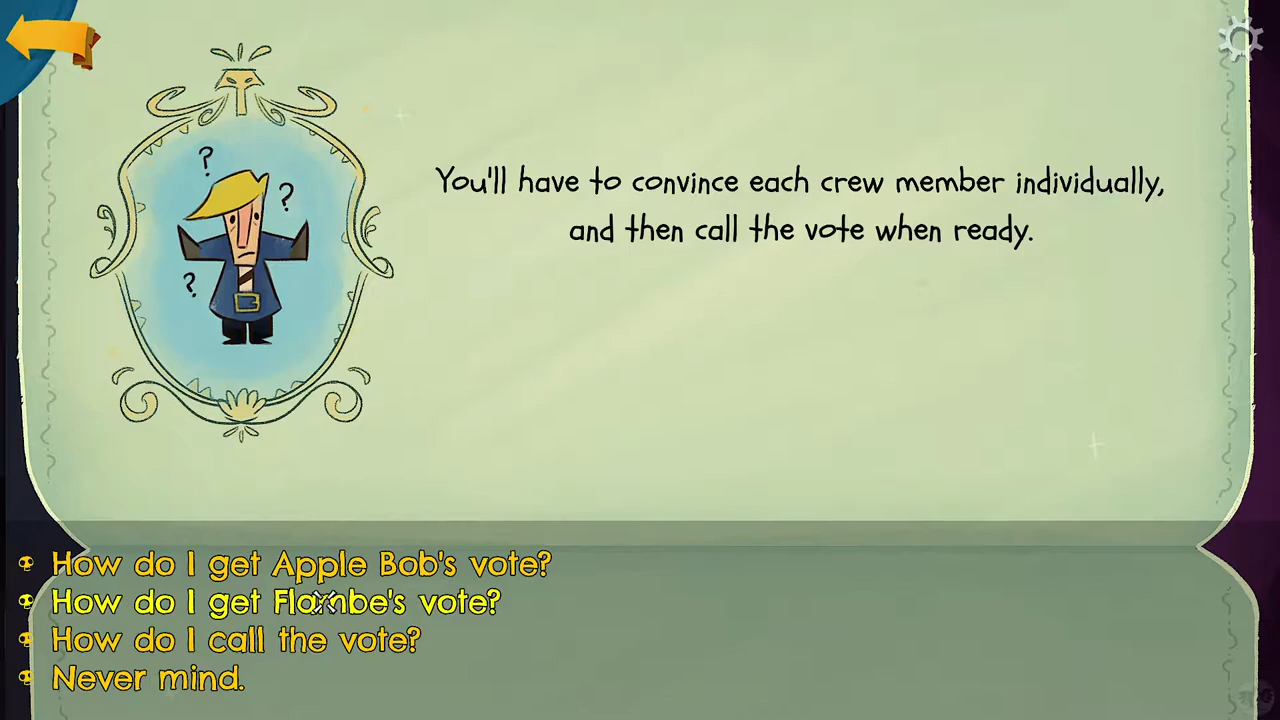 ?
?
?
You'll have to convince each crew member individually,
and then call the vote when ready.
How do I get Apple Bob's vote?
How do I get Flambe's vote?
How do I call the vote?
Never mind.